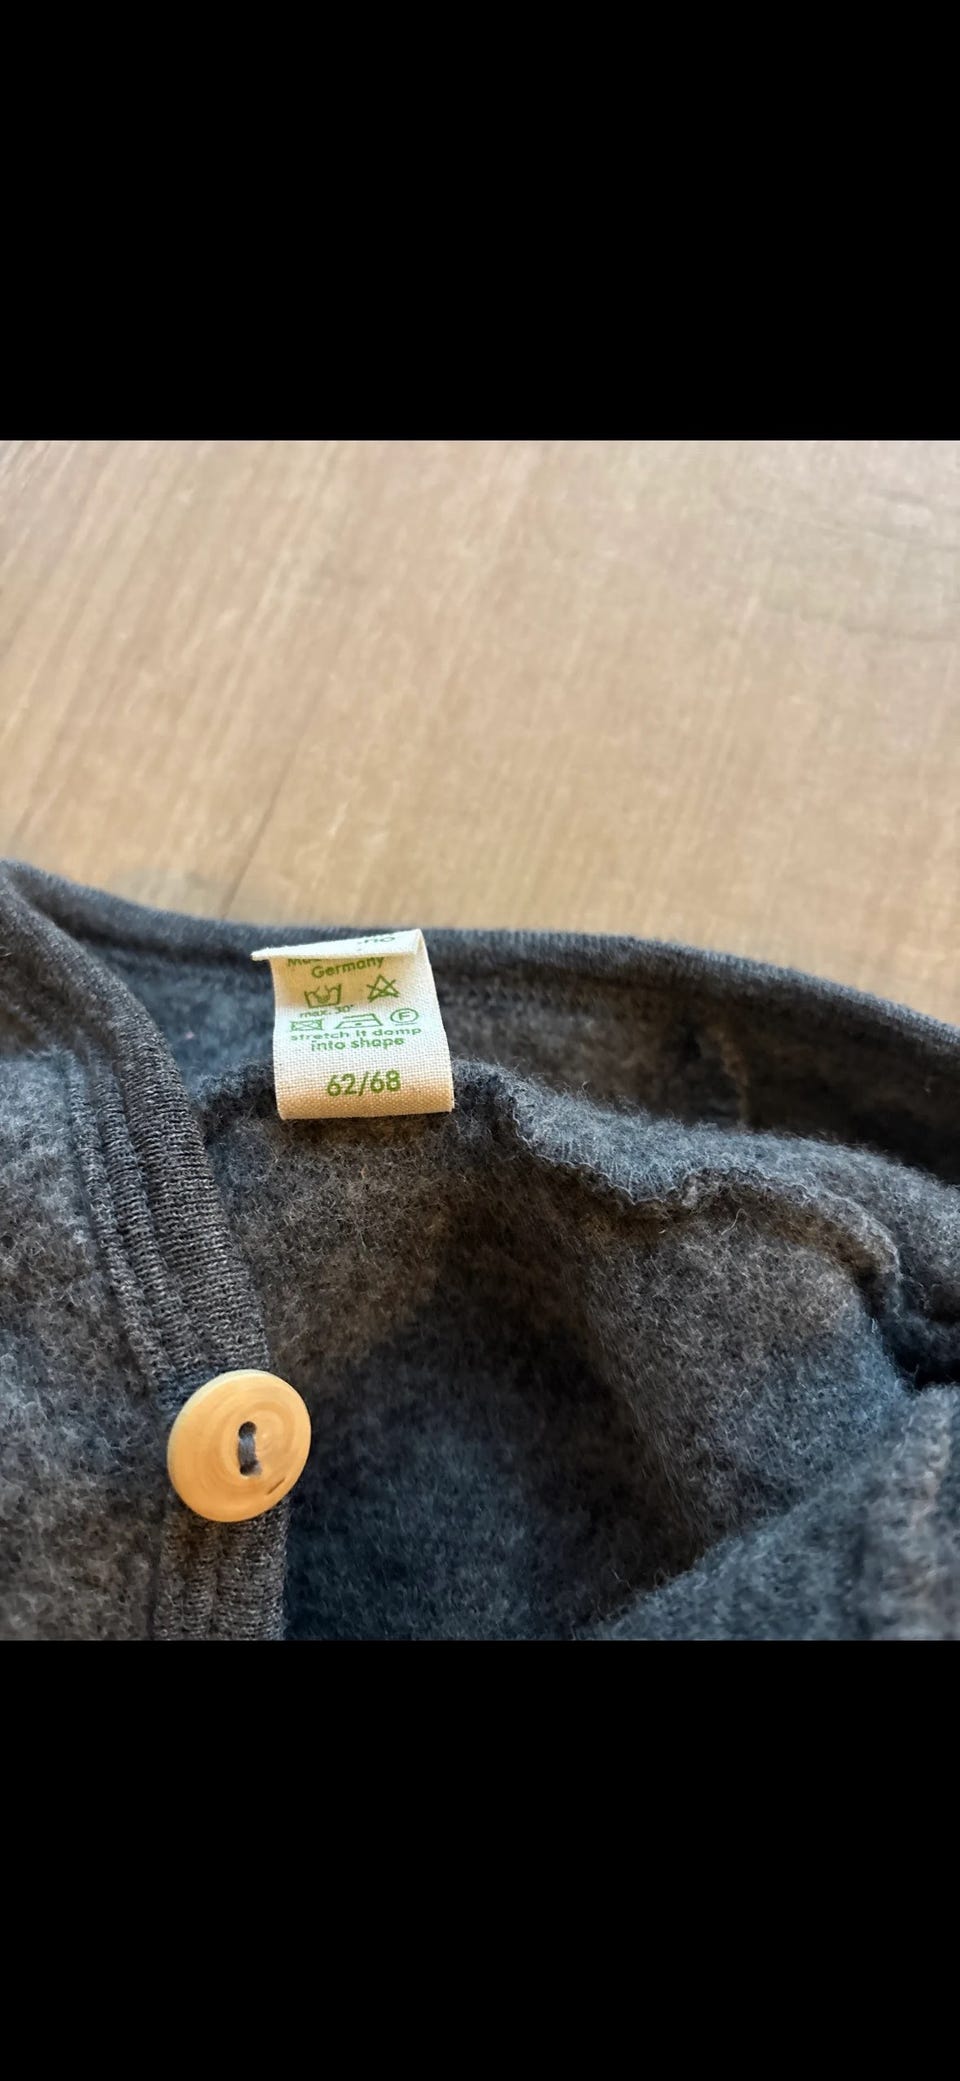 Germany
max. 30°
F
stretch it damp
into shape
62/68